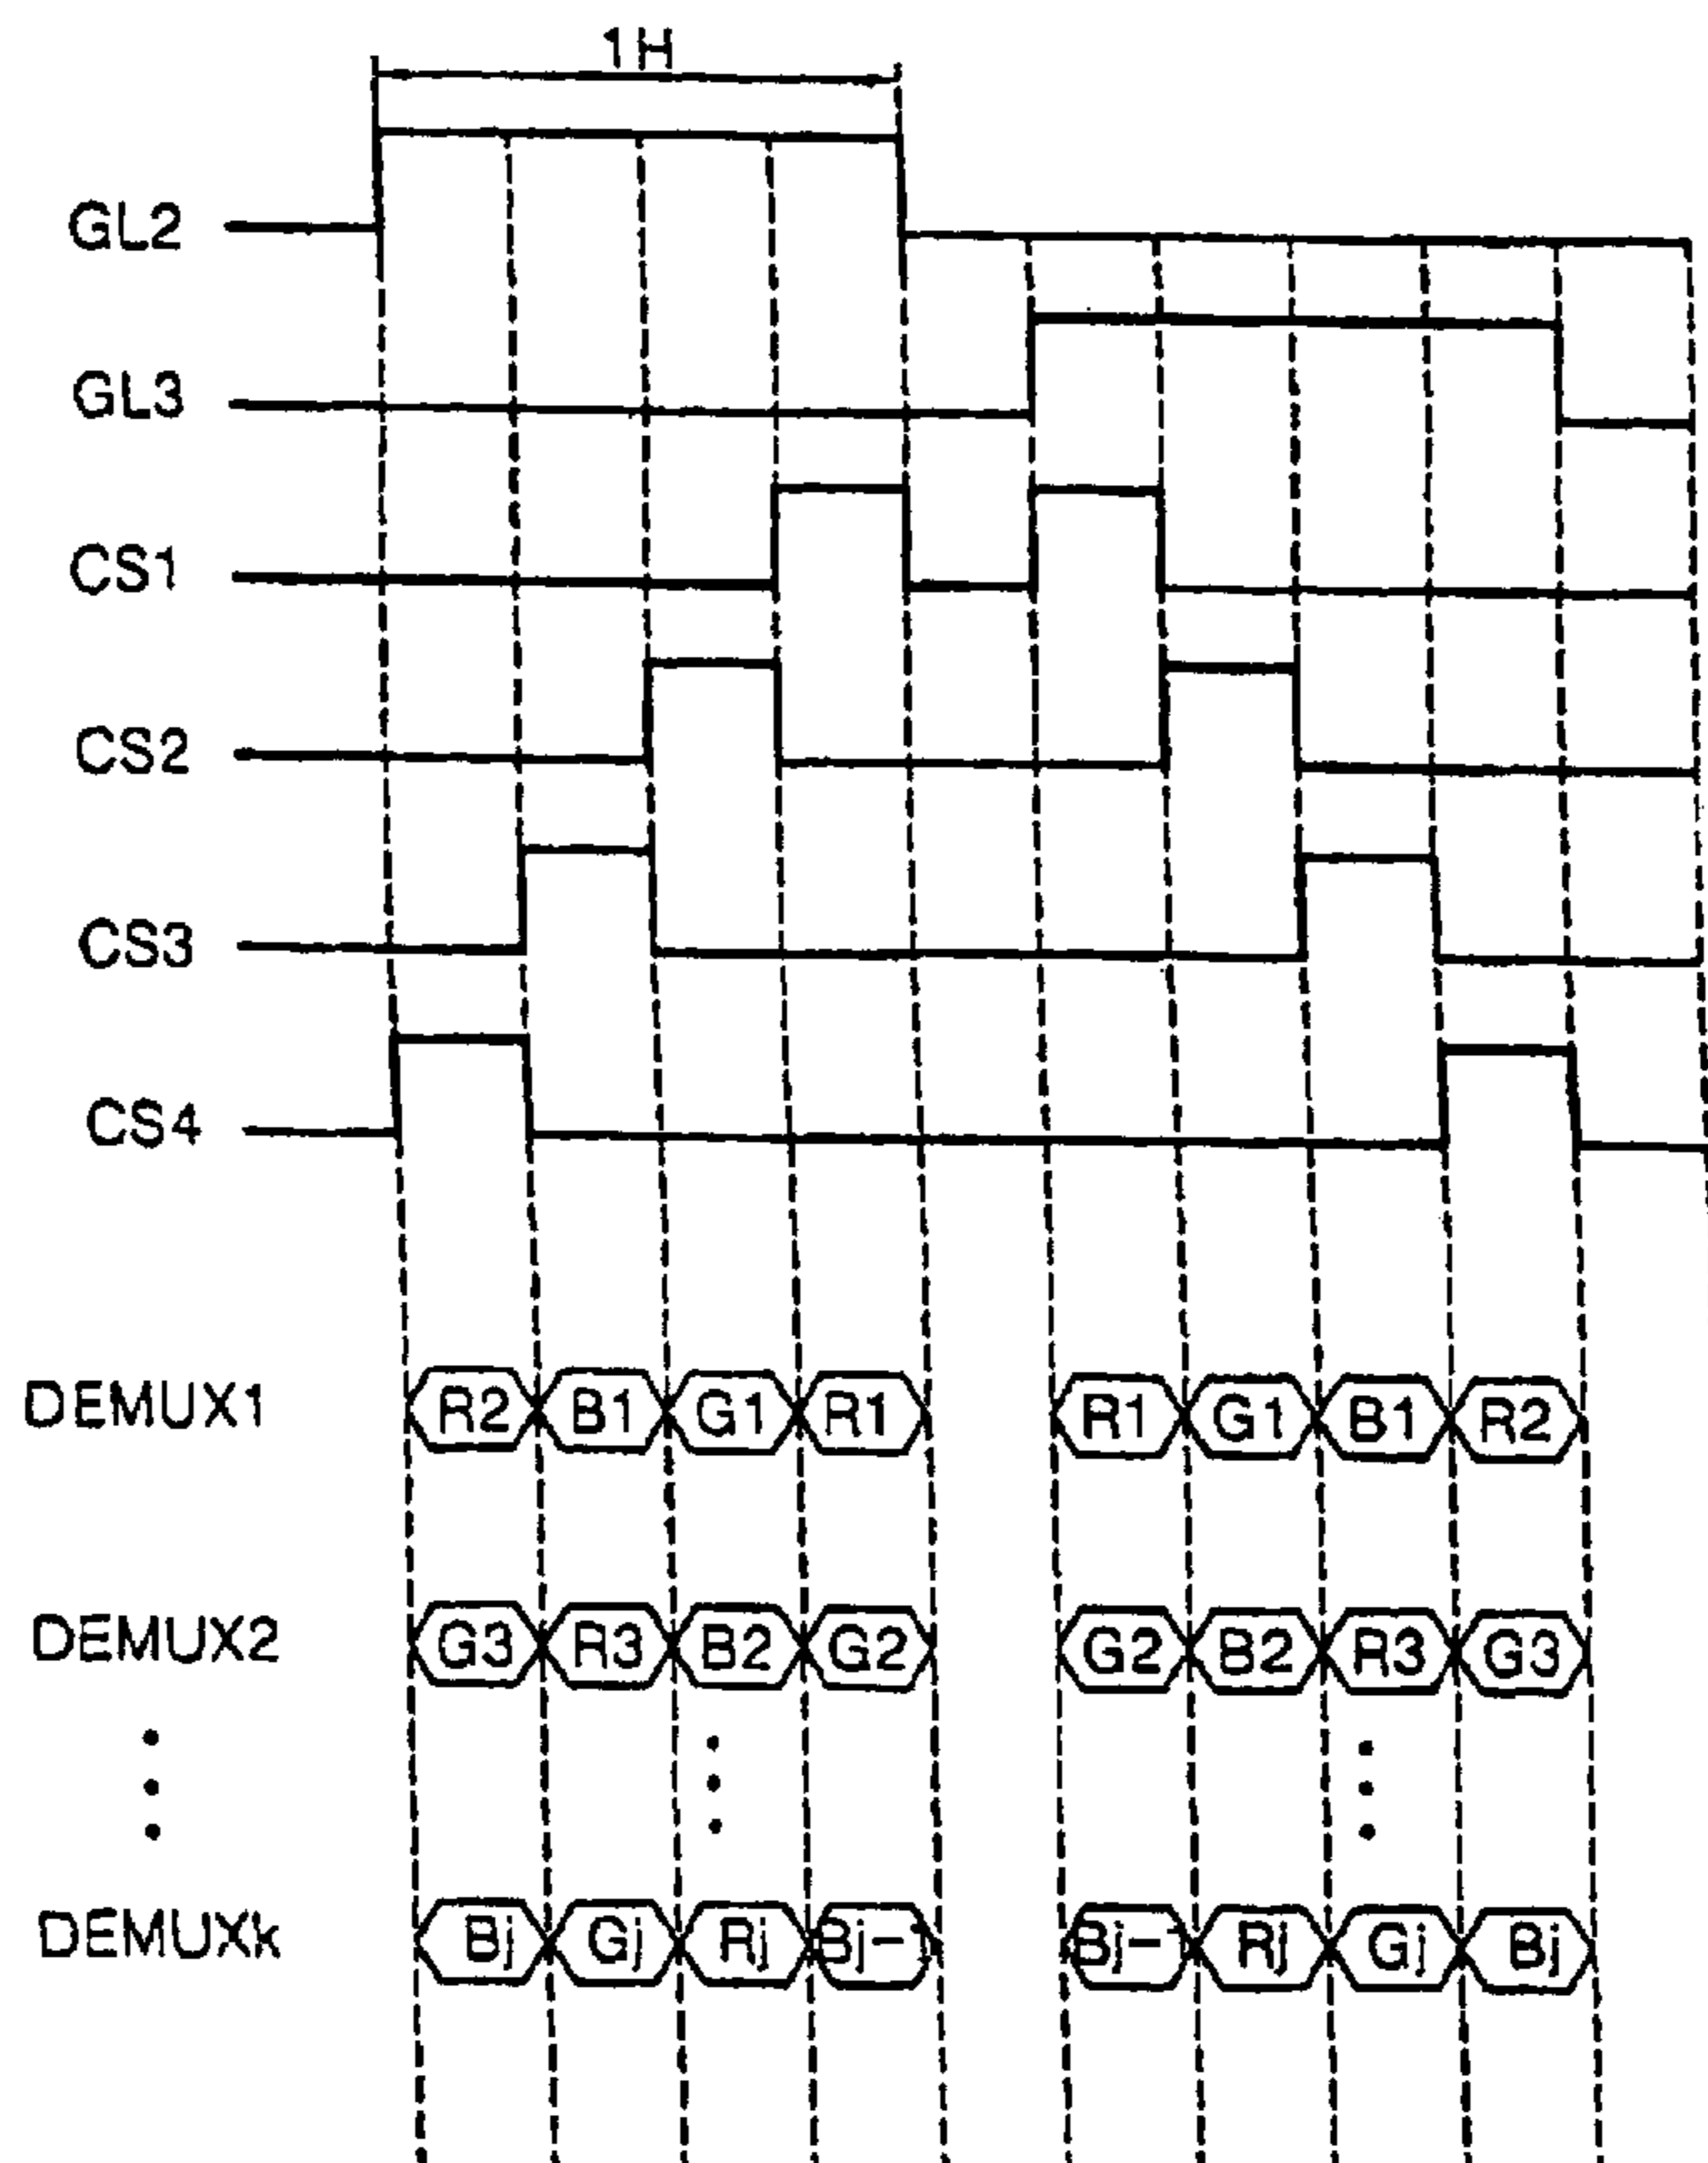 1H
GL2
GL3
CS1
CS2
CS3
CS4
DEMUX1 R2 B1 G1 R1 R1 G1 B1 R2
DEMUX2 G3 R3 B2 G2 G2 B2 R3 G3
DEMUXk Bj Gj Rj Bj-1 Bj-1 Rj Gj Bj